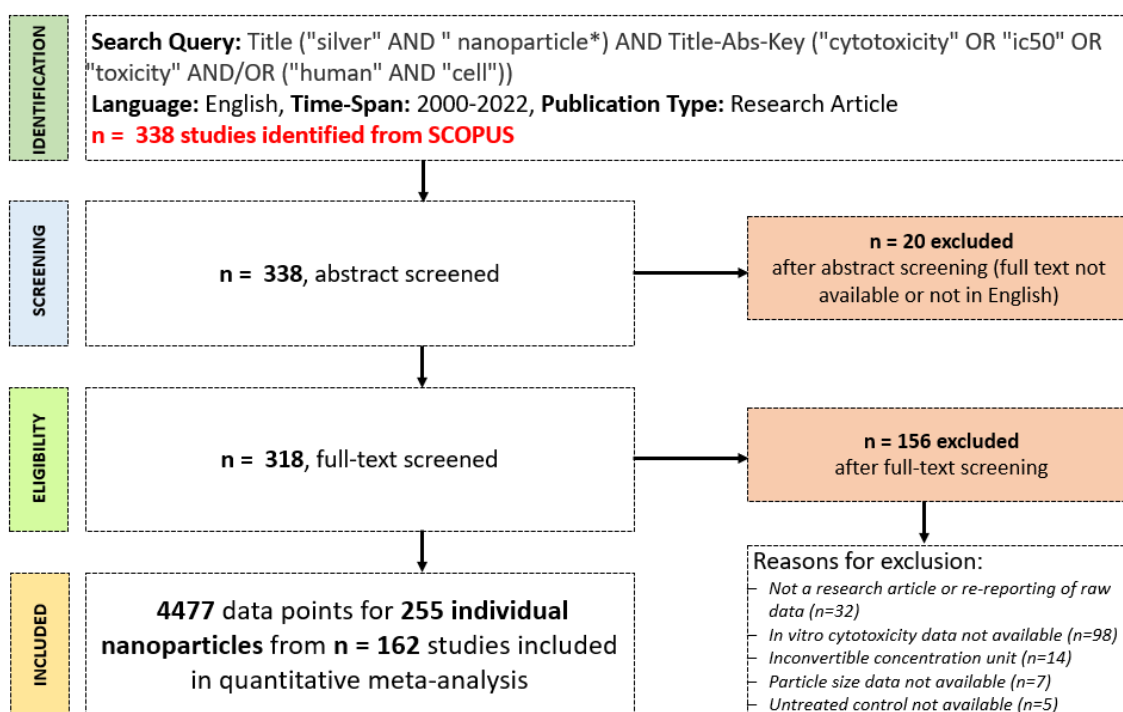 IDENTIFICATION
Search Query: Title ("silver" AND " nanoparticle*) AND Title-Abs-Key ("cytotoxicity" OR "ic50" OR
"toxicity" AND/OR ("human" AND "cell"))
Language: English, Time-Span: 2000-2022, Publication Type: Research Article
n = 338 studies identified from SCOPUS
SCREENING
n = 338, abstract screened
n = 20 excluded
after abstract screening (full text not
available or not in English)
ELIGIBILITY
n = 318, full-text screened
n = 156 excluded
after full-text screening
INCLUDED
4477 data points for 255 individual
nanoparticles from n = 162 studies included
in quantitative meta-analysis
Reasons for exclusion:
– Not a research article or re-reporting of raw
data (n=32)
– In vitro cytotoxicity data not available (n=98)
– Inconvertible concentration unit (n=14)
– Particle size data not available (n=7)
– Untreated control not available (n=5)